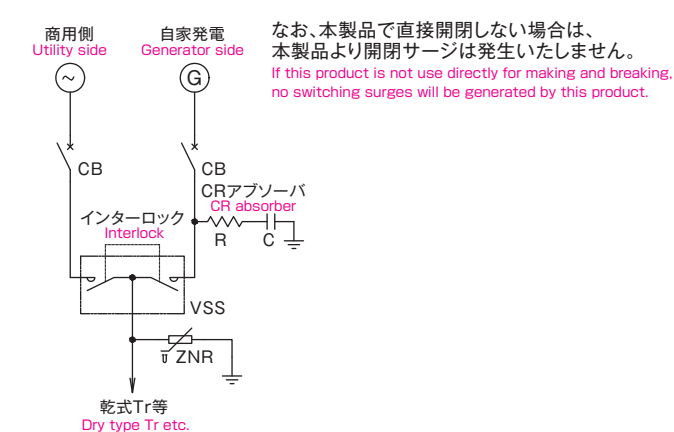 商用側
Utility side
自家発電
Generator side
なお、本製品で直接開閉しない場合は、
本製品より開閉サージは発生いたしません。
If this product is not use directly for making and breaking,
no switching surges will be generated by this product.
~
G
CB
CB
CRアブソーバ
CR absorber
インターロック
Interlock
R
C
VSS
U ZNR
乾式Tr等
Dry type Tr etc.